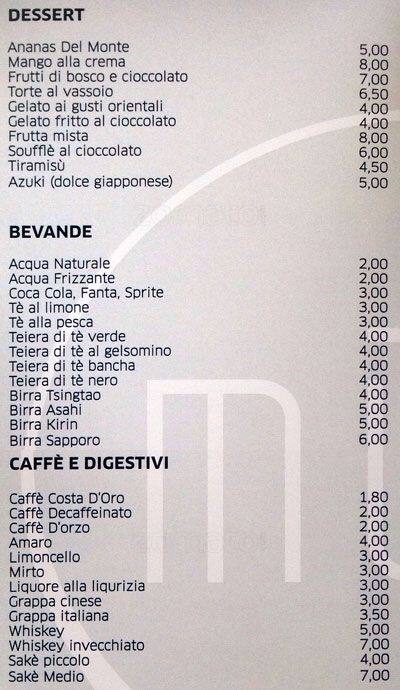 DESSERT
Ananas Del Monte 5,00
Mango alla crema 8,00
Frutti di bosco e cioccolato 7,00
Torte al vassoio 6,50
Gelato ai gusti orientali 4,00
Gelato fritto al cioccolato 4,00
Frutta mista 8,00
Soufflè al cioccolato 6,00
Tiramisù 4,50
Azuki (dolce giapponese) 5,00
BEVANDE
Acqua Naturale 2,00
Acqua Frizzante 2,00
Coca Cola, Fanta, Sprite 3,00
Tè al limone 3,00
Tè alla pesca 3,00
Teiera di tè verde 4,00
Teiera di tè al gelsomino 4,00
Teiera di tè bancha 4,00
Teiera di tè nero 4,00
Birra Tsingtao 4,00
Birra Asahi 5,00
Birra Kirin 5,00
Birra Sapporo 6,00
CAFFÈ E DIGESTIVI
Caffè Costa D'Oro 1,80
Caffè Decaffeinato 2,00
Caffè D'orzo 2,00
Amaro 4,00
Limoncello 3,00
Mirto 3,00
Liquore alla liqurizia 3,00
Grappa cinese 3,00
Grappa italiana 3,50
Whiskey 5,00
Whiskey invecchiato 7,00
Sakè piccolo 4,00
Sakè Medio 7,00